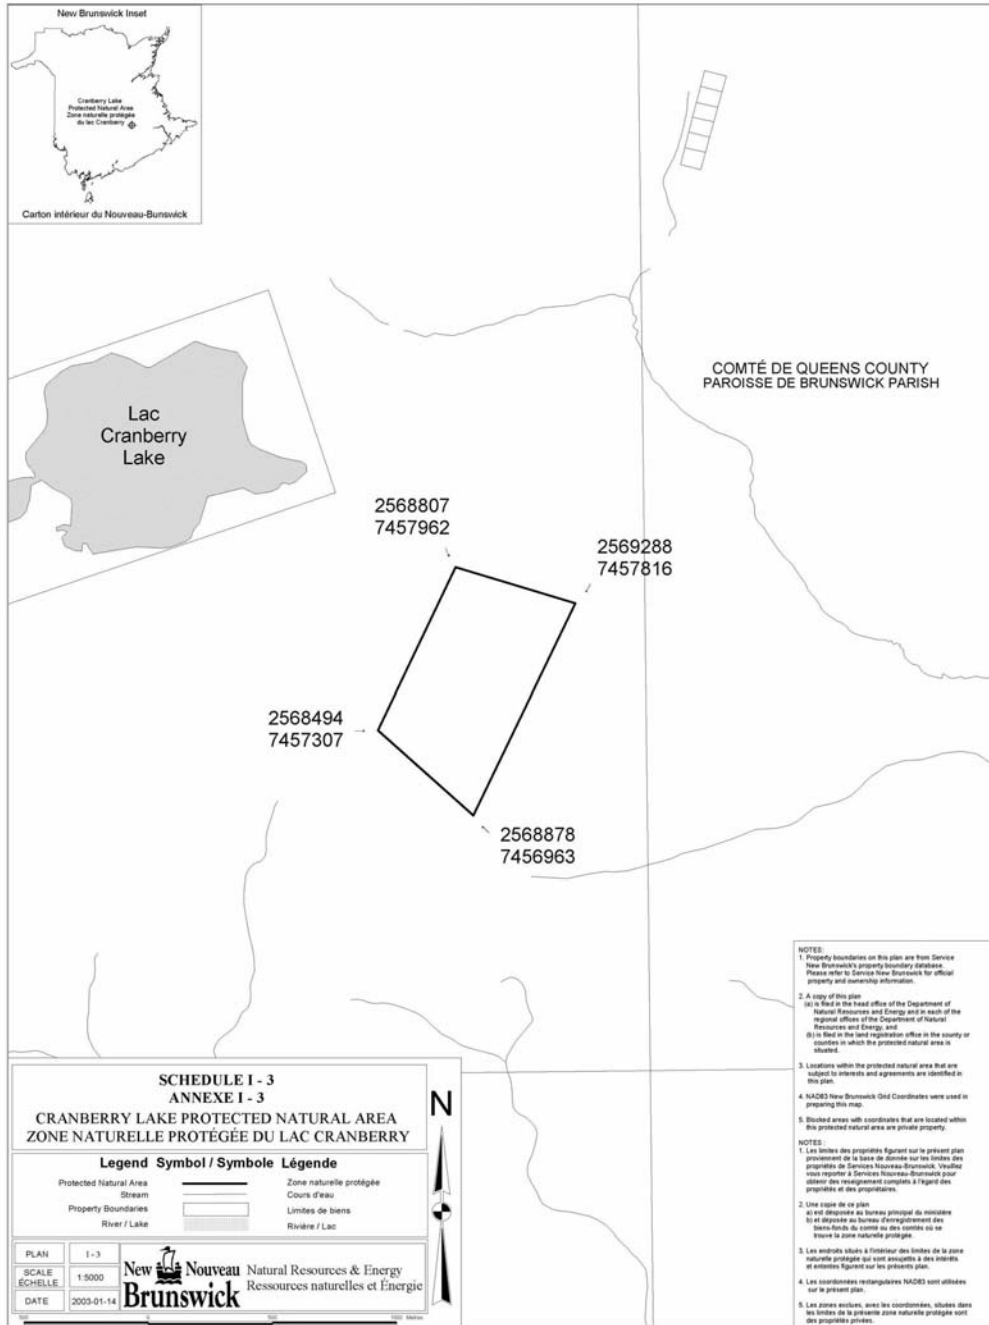 New Brunswick Inset
Cranberry Lake
Protected Natural Area
Zone naturelle protégée
du lac Cranberry
Carton intérieur du Nouveau-Bunswick
COMTÉ DE QUEENS COUNTY
PAROISSE DE BRUNSWICK PARISH
Lac
Cranberry
Lake
2568807
7457962
2569288
7457816
2568494
7457307
2568878
7456963
NOTES:
1. Property boundaries on this plan are from Service
New Brunswick's property boundary database.
Please refer to Service New Brunswick for official
property and ownership information.
2. A copy of this plan
(a) is filed in the head office of the Department of
Natural Resources and Energy and in each of the
regional offices of the Department of Natural
Resources and Energy, and
(b) is filed in the land registration office in the county or
counties in which the protected natural area is
situated.
3. Locations within the protected natural area that are
subject to interests and agreements are identified in
this plan.
4. NAD83 New Brunswick Grid Coordinates were used in
preparing this map.
5. Blocked areas with coordinates that are located within
this protected natural area are private property.
NOTES :
1. Les limites des propriétés figurant sur le présent plan
proviennent de la base de donnée sur les limites des
propriétés de Services Nouveau-Brunswick. Veuillez
vous reporter à Services Nouveau-Brunswick pour
obtenir des reseignement complets à l'égard des
propriétés et des propriétaires.
2. Une copie de ce plan
a) est déposée au bureau principal du ministère
b) et déposée au bureau d'enregistrement des
biens-fonds du comté ou des comtés où se
trouve la zone naturelle protégée.
3. Les endroits situés à l'intérieur des limites de la zone
naturelle protégée qui sont assujettis à des intérêts
et ententes figurent sur les présents plan.
4. Les coordonnées rectangulaires NAD83 sont utilisées
sur le présent plan.
5. Les zones exclues, avec les coordonnées, situées dans
les limites de la présente zone naturelle protégée sont
des propriétés privées.
SCHEDULE I - 3
ANNEXE I - 3
CRANBERRY LAKE PROTECTED NATURAL AREA
ZONE NATURELLE PROTÉGÉE DU LAC CRANBERRY
N
Legend Symbol / Symbole Légende
Protected Natural Area Zone naturelle protégée
Stream Cours d'eau
Property Boundaries Limites de biens
River / Lake Rivière / Lac
PLAN I-3
SCALE
ÉCHELLE 1:5000
DATE 2003-01-14
New Nouveau
Brunswick
Natural Resources & Energy
Ressources naturelles et Énergie
500 0 500 1000 Metres